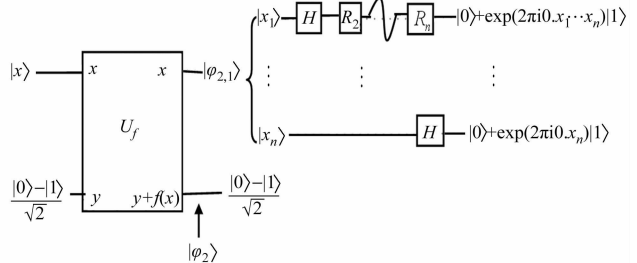 |x₁⟩ H R₂ Rₙ |0⟩+exp(2πi0.x₁⋯xₙ)|1⟩
|x⟩ x x |φ₂,₁⟩ ⋮ ⋮ ⋮
U_f
|xₙ⟩ H |0⟩+exp(2πi0.xₙ)|1⟩
|0⟩−|1⟩/√2 y y+f(x) |0⟩−|1⟩/√2
|φ₂⟩